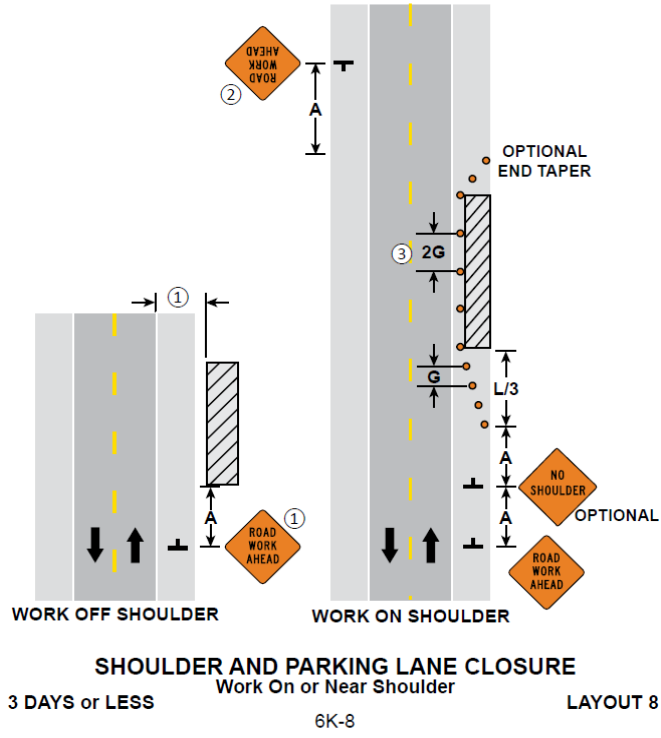 ROAD
WORK
AHEAD
②
A
OPTIONAL
END TAPER
③
2G
①
G
L/3
A
NO
SHOULDER
OPTIONAL
A
ROAD
WORK
AHEAD
①
A
ROAD
WORK
AHEAD
WORK OFF SHOULDER
WORK ON SHOULDER
SHOULDER AND PARKING LANE CLOSURE
Work On or Near Shoulder
3 DAYS or LESS
LAYOUT 8
6K-8